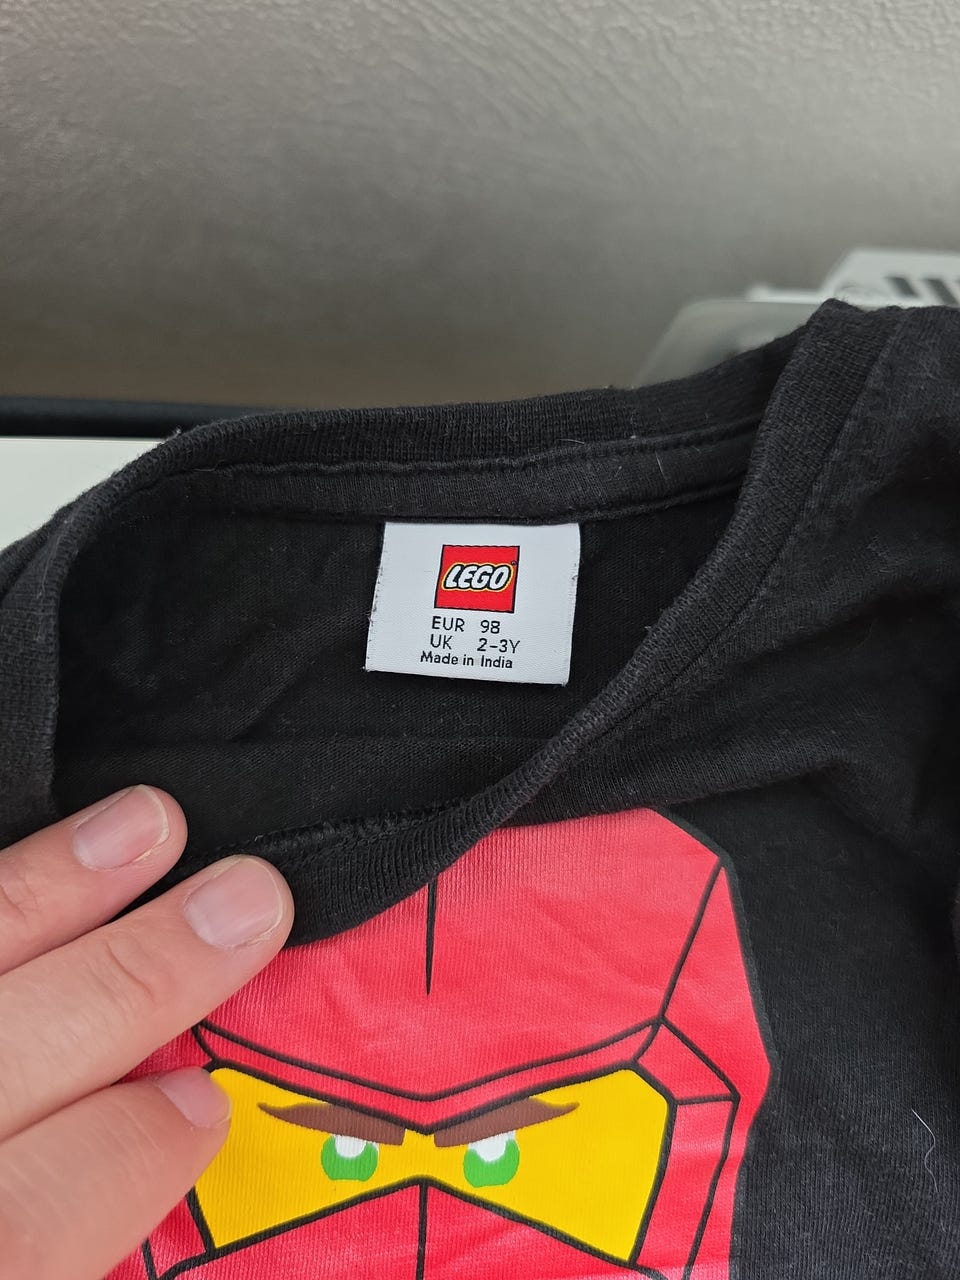 LEGO
EUR 98
UK 2-3Y
Made in India